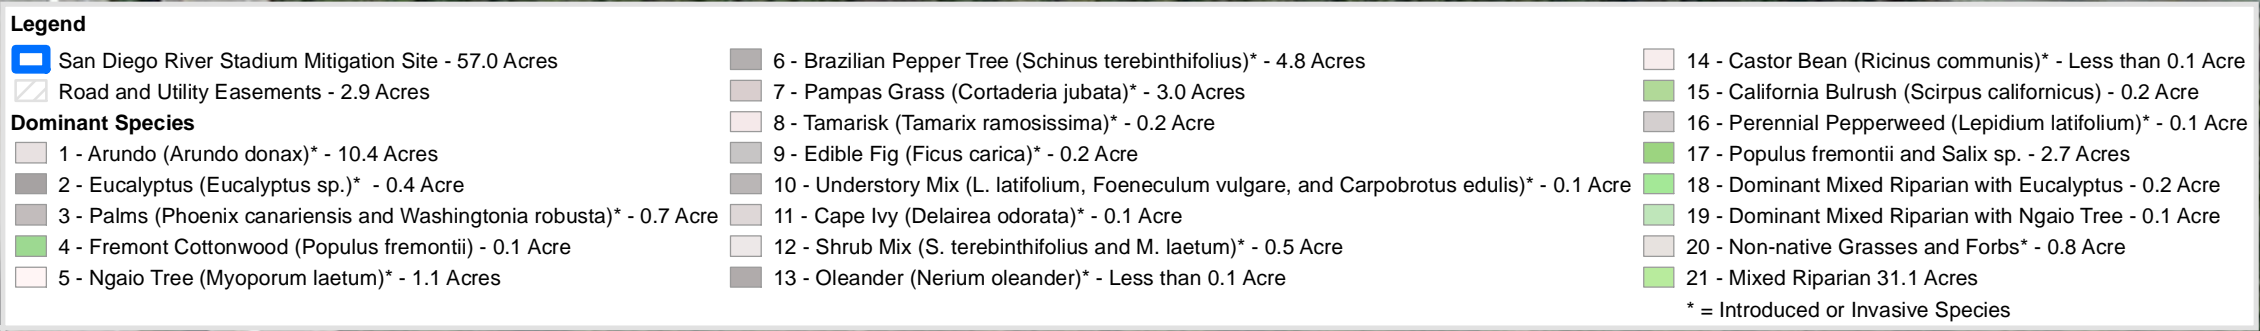 Legend
San Diego River Stadium Mitigation Site - 57.0 Acres
Road and Utility Easements - 2.9 Acres
Dominant Species
1 - Arundo (Arundo donax)* - 10.4 Acres
2 - Eucalyptus (Eucalyptus sp.)* - 0.4 Acre
3 - Palms (Phoenix canariensis and Washingtonia robusta)* - 0.7 Acre
4 - Fremont Cottonwood (Populus fremontii) - 0.1 Acre
5 - Ngaio Tree (Myoporum laetum)* - 1.1 Acres
6 - Brazilian Pepper Tree (Schinus terebinthifolius)* - 4.8 Acres
7 - Pampas Grass (Cortaderia jubata)* - 3.0 Acres
8 - Tamarisk (Tamarix ramosissima)* - 0.2 Acre
9 - Edible Fig (Ficus carica)* - 0.2 Acre
10 - Understory Mix (L. latifolium, Foeneculum vulgare, and Carpobrotus edulis)* - 0.1 Acre
11 - Cape Ivy (Delairea odorata)* - 0.1 Acre
12 - Shrub Mix (S. terebinthifolius and M. laetum)* - 0.5 Acre
13 - Oleander (Nerium oleander)* - Less than 0.1 Acre
14 - Castor Bean (Ricinus communis)* - Less than 0.1 Acre
15 - California Bulrush (Scirpus californicus) - 0.2 Acre
16 - Perennial Pepperweed (Lepidium latifolium)* - 0.1 Acre
17 - Populus fremontii and Salix sp. - 2.7 Acres
18 - Dominant Mixed Riparian with Eucalyptus - 0.2 Acre
19 - Dominant Mixed Riparian with Ngaio Tree - 0.1 Acre
20 - Non-native Grasses and Forbs* - 0.8 Acre
21 - Mixed Riparian 31.1 Acres
* = Introduced or Invasive Species